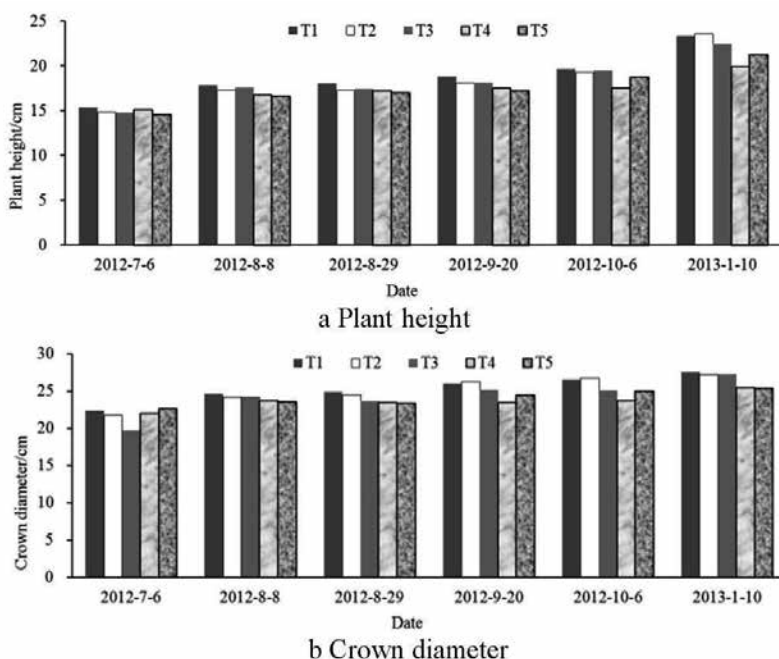 25
20
15
10
5
0
Plant height/cm
T1 T2 T3 T4 T5
2012-7-6 2012-8-8 2012-8-29 2012-9-20 2012-10-6 2013-1-10
Date
a Plant height
30
25
20
15
10
5
0
Crown diameter/cm
T1 T2 T3 T4 T5
2012-7-6 2012-8-8 2012-8-29 2012-9-20 2012-10-6 2013-1-10
Date
b Crown diameter